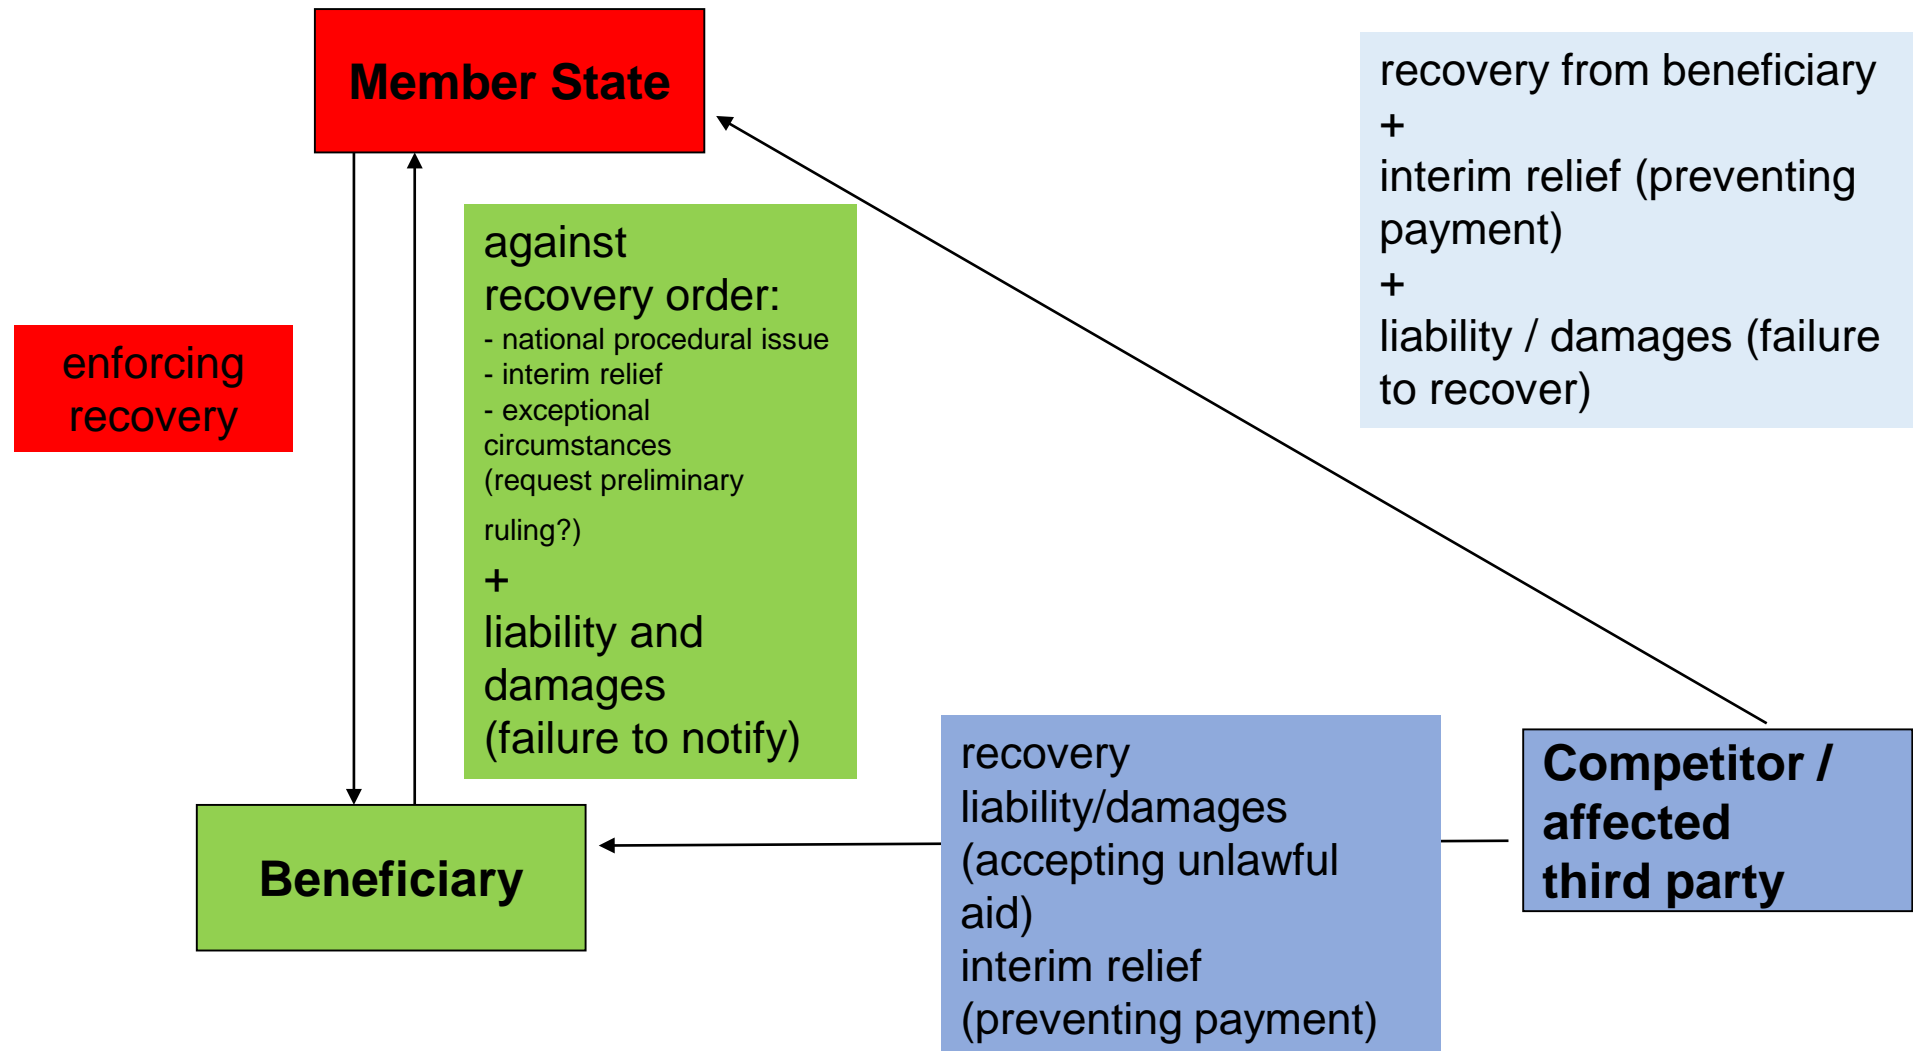 Member State
recovery from beneficiary
+
interim relief (preventing
payment)
+
liability / damages (failure
to recover)
enforcing
recovery
against
recovery order:
- national procedural issue
- interim relief
- exceptional
circumstances
(request preliminary
ruling?)
+
liability and
damages
(failure to notify)
Beneficiary
recovery
liability/damages
(accepting unlawful
aid)
interim relief
(preventing payment)
Competitor /
affected
third party